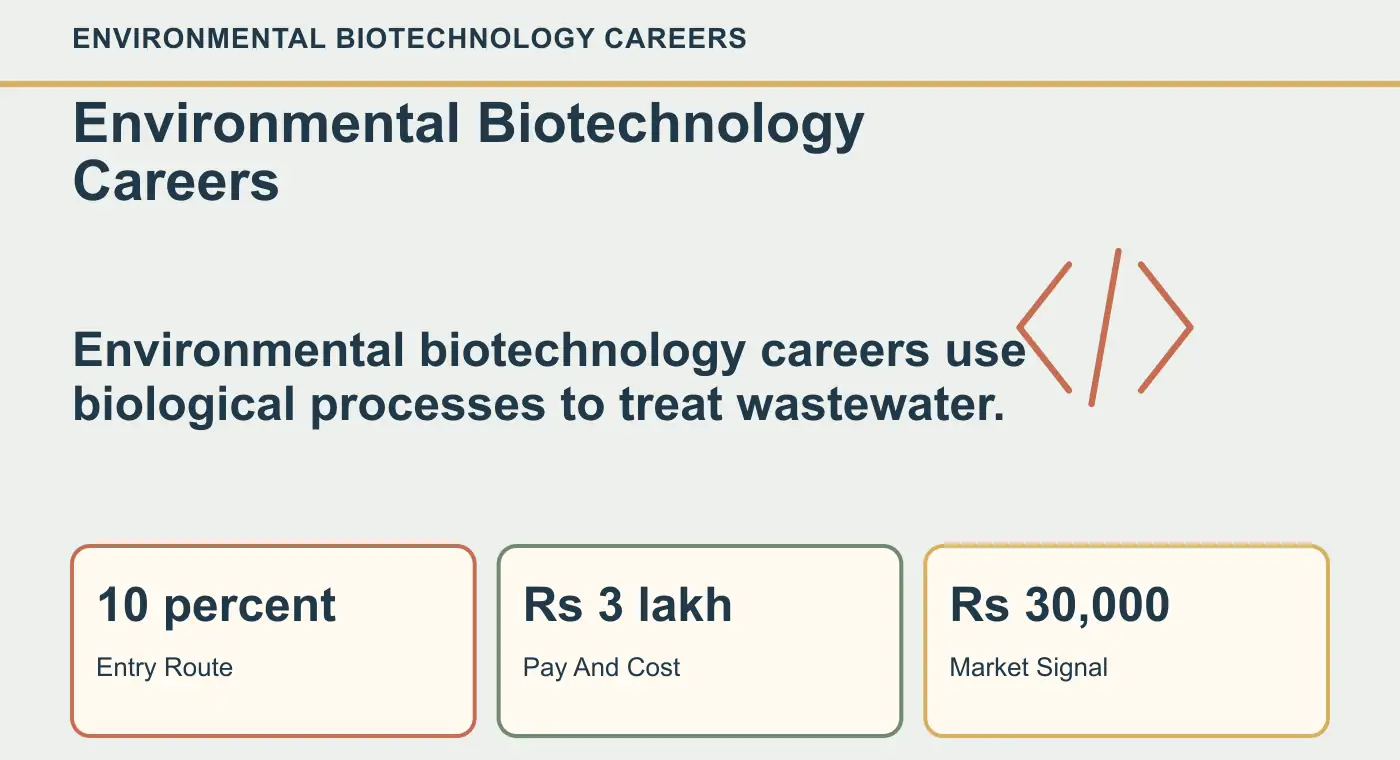 ENVIRONMENTAL BIOTECHNOLOGY CAREERS
Environmental Biotechnology
Careers
Environmental biotechnology careers use
biological processes to treat wastewater.
10 percent
Entry Route
Rs 3 lakh
Pay And Cost
Rs 30,000
Market Signal